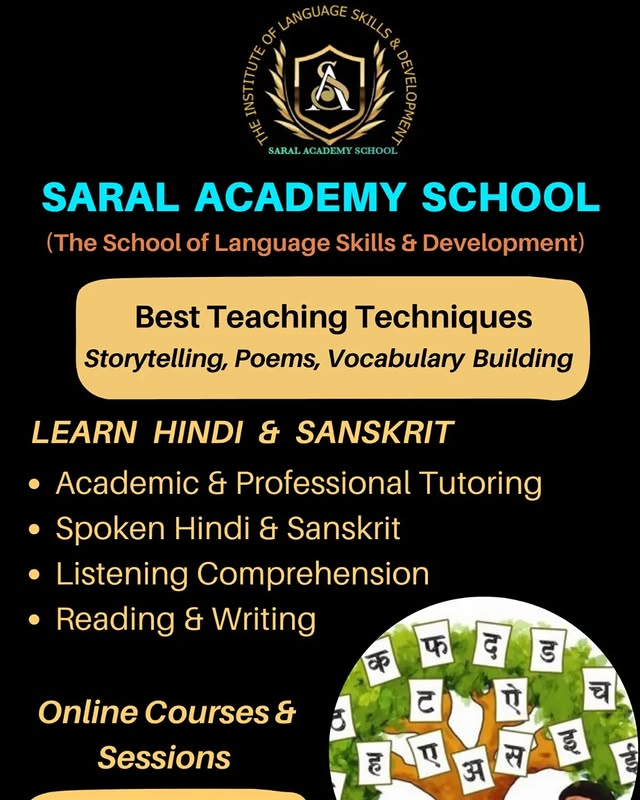 THE INSTITUTE OF LANGUAGE SKILLS & DEVELOPMENT
SA
SARAL ACADEMY SCHOOL
SARAL ACADEMY SCHOOL
(The School of Language Skills & Development)
Best Teaching Techniques
Storytelling, Poems, Vocabulary Building
LEARN HINDI & SANSKRIT
• Academic & Professional Tutoring
• Spoken Hindi & Sanskrit
• Listening Comprehension
• Reading & Writing
Online Courses &
Sessions
क फ द ड
ट ऐ च
ह ए अ स इ ई